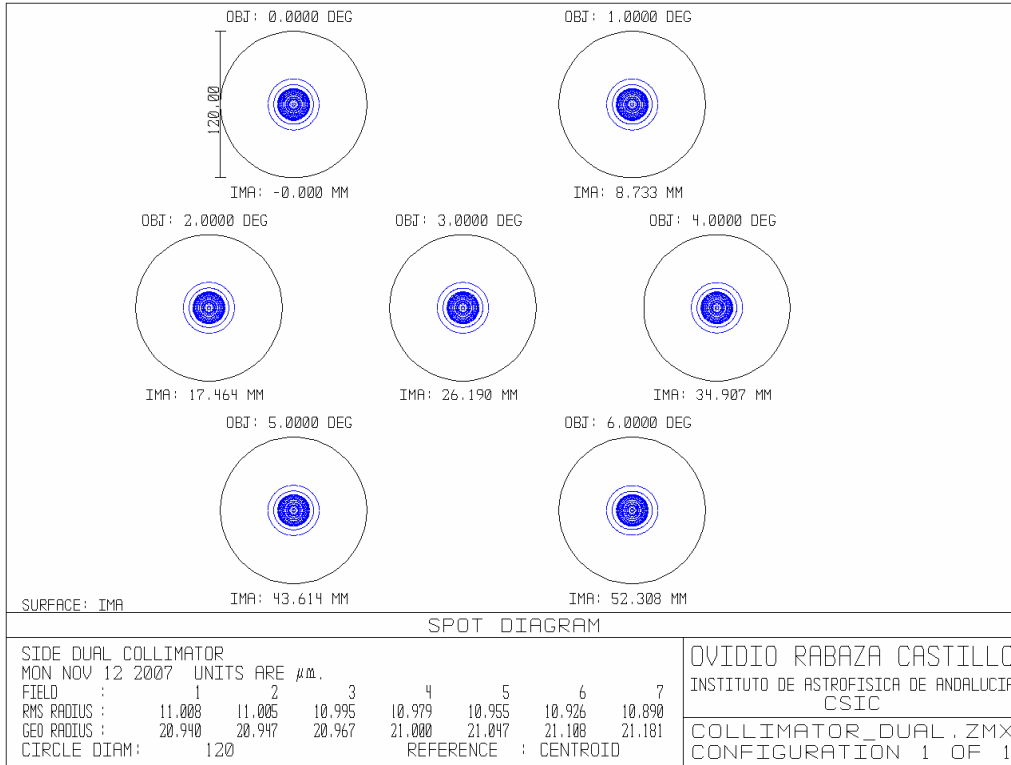 OBJ: 0.0000 DEG
OBJ: 1.0000 DEG
120.00
IMA: -0.000 MM
IMA: 8.733 MM
OBJ: 2.0000 DEG
OBJ: 3.0000 DEG
OBJ: 4.0000 DEG
IMA: 17.464 MM
IMA: 26.190 MM
IMA: 34.907 MM
OBJ: 5.0000 DEG
OBJ: 6.0000 DEG
IMA: 43.614 MM
IMA: 52.308 MM
SURFACE: IMA
SPOT DIAGRAM
SIDE DUAL COLLIMATOR
MON NOV 12 2007 UNITS ARE µm.
FIELD : 1 2 3 4 5 6 7
RMS RADIUS : 11.008 11.005 10.995 10.979 10.955 10.926 10.890
GEO RADIUS : 20.940 20.947 20.967 21.000 21.047 21.108 21.181
CIRCLE DIAM: 120 REFERENCE : CENTROID
OVIDIO RABAZA CASTILLO
INSTITUTO DE ASTROFISICA DE ANDALUCIA
CSIC
COLLIMATOR_DUAL.ZMX
CONFIGURATION 1 OF 1